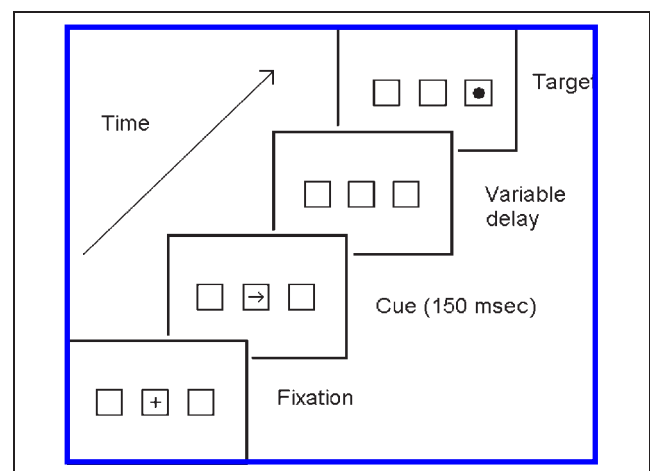 Target
Time
Variable
delay
Cue (150 msec)
Fixation